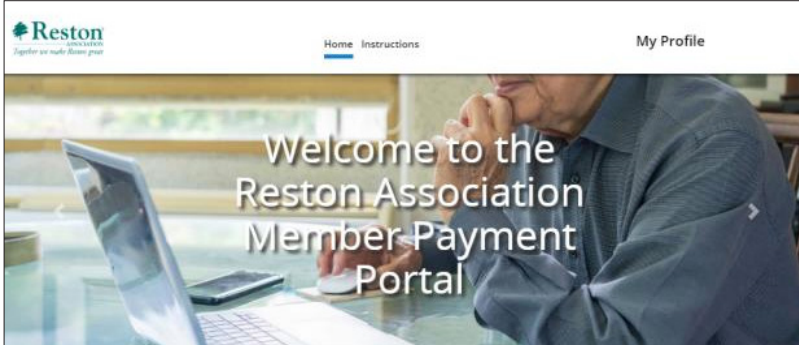 Reston
ASSOCIATION
Together we make Reston great
Home Instructions
My Profile
Welcome to the
Reston Association
Member Payment
Portal